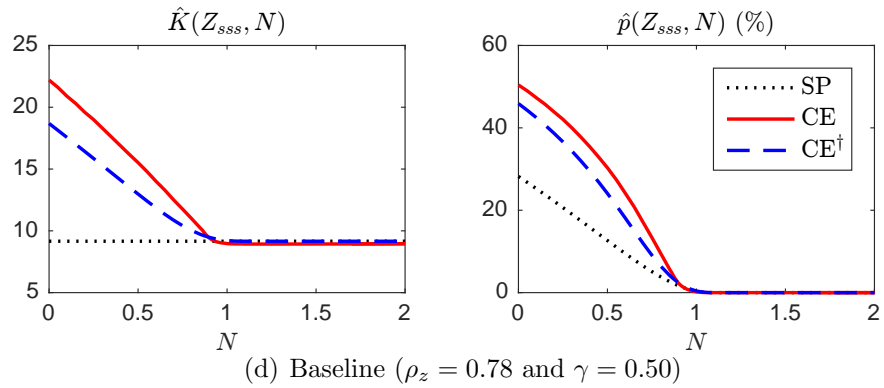 K̂(Z_sss, N)
25
20
15
10
5
0 0.5 1 1.5 2
N
p̂(Z_sss, N) (%)
60
40
20
0
0 0.5 1 1.5 2
N
SP
CE
CE†
(d) Baseline (ρ_z = 0.78 and γ = 0.50)